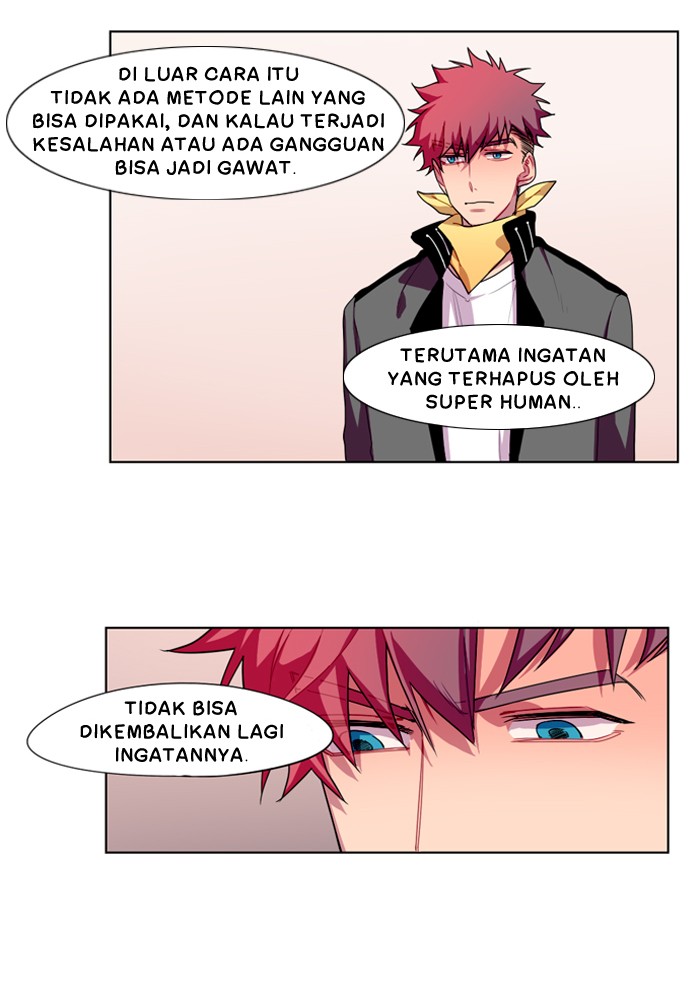 DI LUAR CARA ITU
TIDAK ADA METODE LAIN YANG
BISA DIPAKAI, DAN KALAU TERJADI
KESALAHAN ATAU ADA GANGGUAN
BISA JADI GAWAT.
TERUTAMA INGATAN
YANG TERHAPUS OLEH
SUPER HUMAN..
TIDAK BISA
DIKEMBALIKAN LAGI
INGATANNYA.